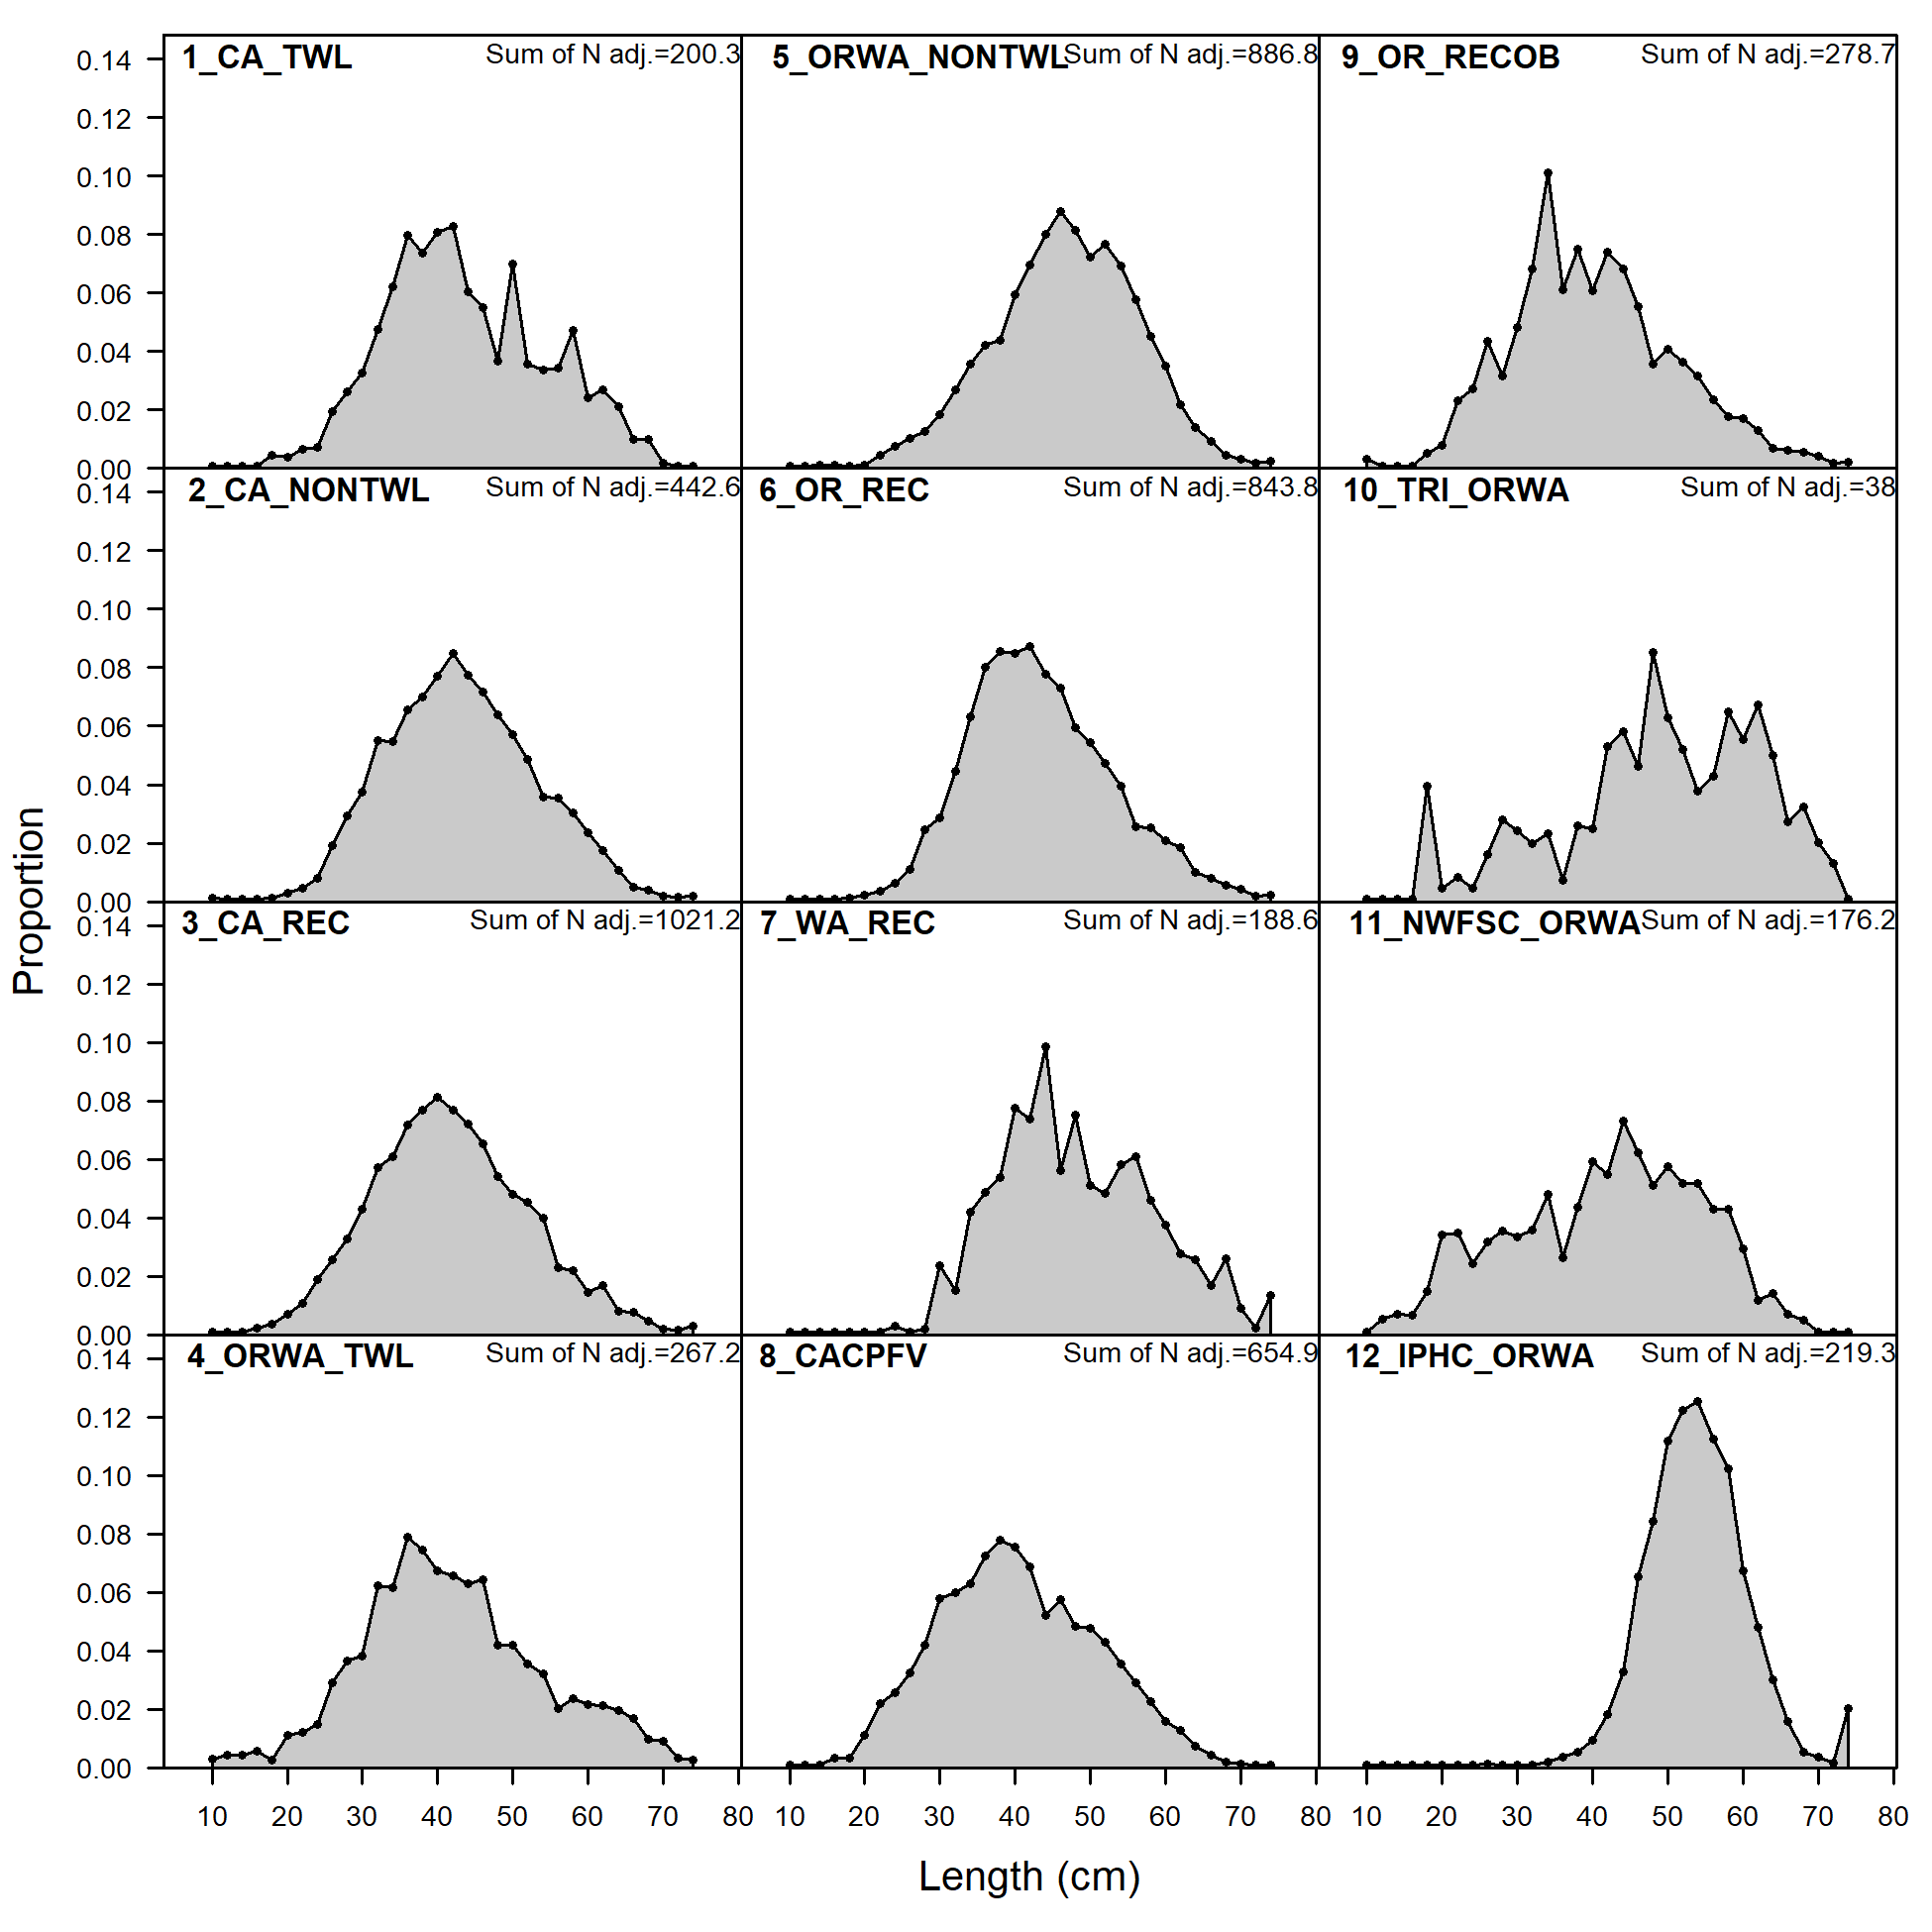 1_CA_TWL Sum of N adj.=200.3
5_ORWA_NONTWL Sum of N adj.=886.8
9_OR_RECOB Sum of N adj.=278.7
0.14
0.12
0.10
0.08
0.06
0.04
0.02
0.00
2_CA_NONTWL Sum of N adj.=442.6
6_OR_REC Sum of N adj.=843.8
10_TRI_ORWA Sum of N adj.=38
0.14
0.12
0.10
0.08
0.06
0.04
0.02
0.00
3_CA_REC Sum of N adj.=1021.2
7_WA_REC Sum of N adj.=188.6
11_NWFSC_ORWA Sum of N adj.=176.2
0.14
0.12
0.10
0.08
0.06
0.04
0.02
0.00
4_ORWA_TWL Sum of N adj.=267.2
8_CACPFV Sum of N adj.=654.9
12_IPHC_ORWA Sum of N adj.=219.3
0.14
0.12
0.10
0.08
0.06
0.04
0.02
0.00
10 20 30 40 50 60 70 80
10 20 30 40 50 60 70 80
10 20 30 40 50 60 70 80
Length (cm)
Proportion